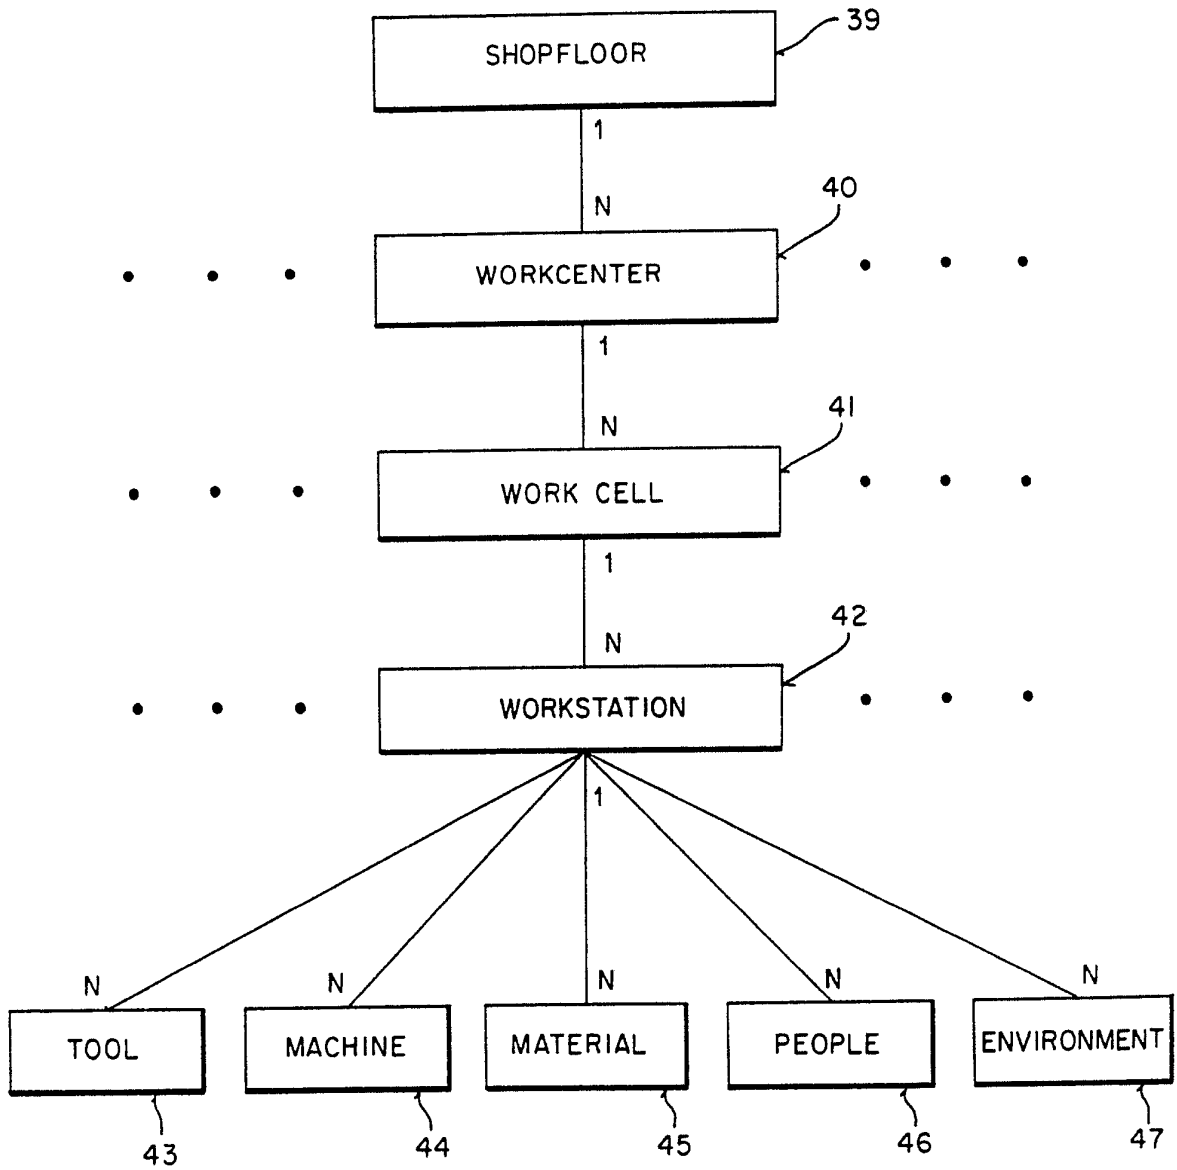 39
SHOPFLOOR
1
N
40
WORKCENTER
1
N
41
WORK CELL
1
N
42
WORKSTATION
1
N N N N N
TOOL MACHINE MATERIAL PEOPLE ENVIRONMENT
43 44 45 46 47